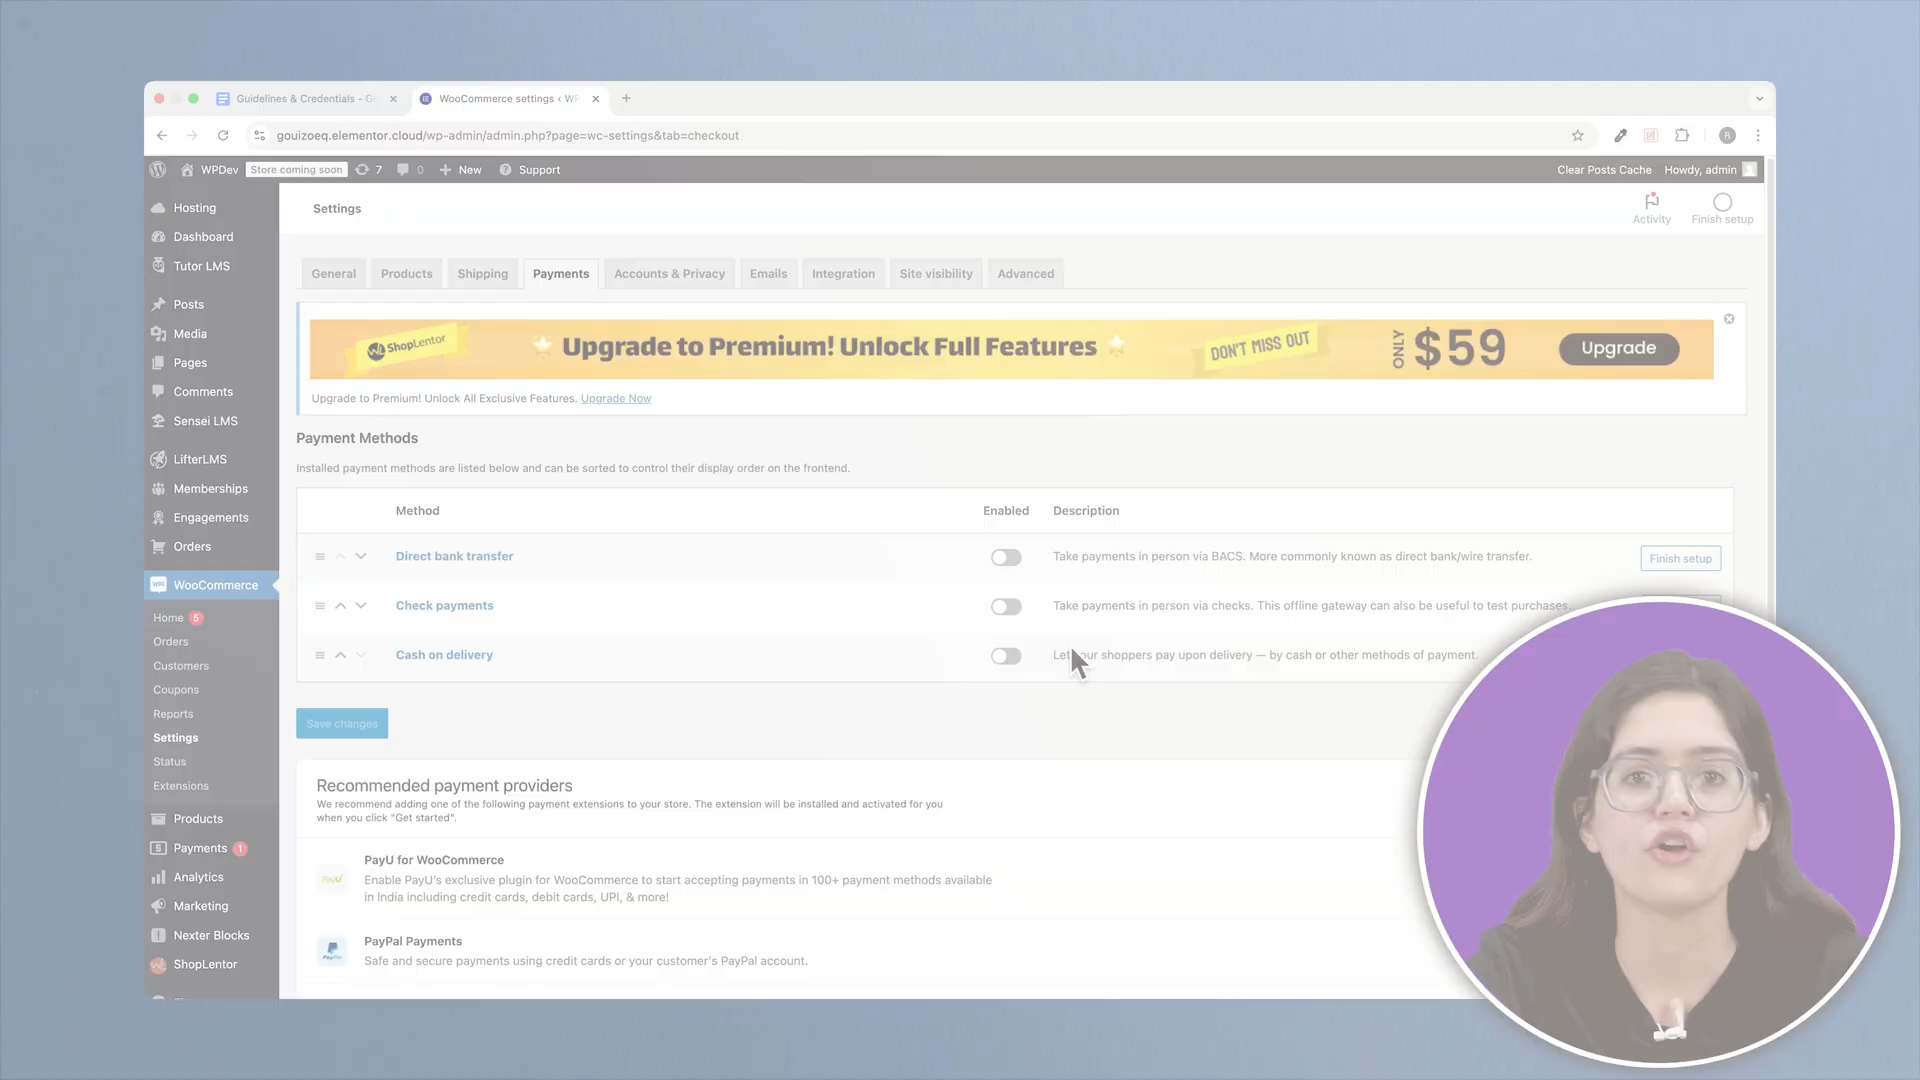 Guidelines & Credentials - G
WooCommerce settings ‹ WP
gouizoeq.elementor.cloud/wp-admin/admin.php?page=wc-settings&tab=checkout
R
WPDev
Store coming soon
7
0
New
Support
Clear Posts Cache
Howdy, admin
Hosting
Dashboard
Tutor LMS
Posts
Media
Pages
Comments
Sensei LMS
LifterLMS
Memberships
Engagements
Orders
WooCommerce
Home 5
Orders
Customers
Coupons
Reports
Settings
Status
Extensions
Products
Payments 1
Analytics
Marketing
Nexter Blocks
ShopLentor
Settings
Activity
Finish setup
General
Products
Shipping
Payments
Accounts & Privacy
Emails
Integration
Site visibility
Advanced
ShopLentor
Upgrade to Premium! Unlock Full Features
DON'T MISS OUT
ONLY
$59
Upgrade
Upgrade to Premium! Unlock All Exclusive Features. Upgrade Now
Payment Methods
Installed payment methods are listed below and can be sorted to control their display order on the frontend.
Method
Enabled
Description
Direct bank transfer
Take payments in person via BACS. More commonly known as direct bank/wire transfer.
Finish setup
Check payments
Take payments in person via checks. This offline gateway can also be useful to test purchases.
Cash on delivery
Let your shoppers pay upon delivery — by cash or other methods of payment.
Save changes
Recommended payment providers
We recommend adding one of the following payment extensions to your store. The extension will be installed and activated for you
when you click "Get started".
PayU
PayU for WooCommerce
Enable PayU's exclusive plugin for WooCommerce to start accepting payments in 100+ payment methods available
in India including credit cards, debit cards, UPI, & more!
PayPal
PayPal Payments
Safe and secure payments using credit cards or your customer's PayPal account.